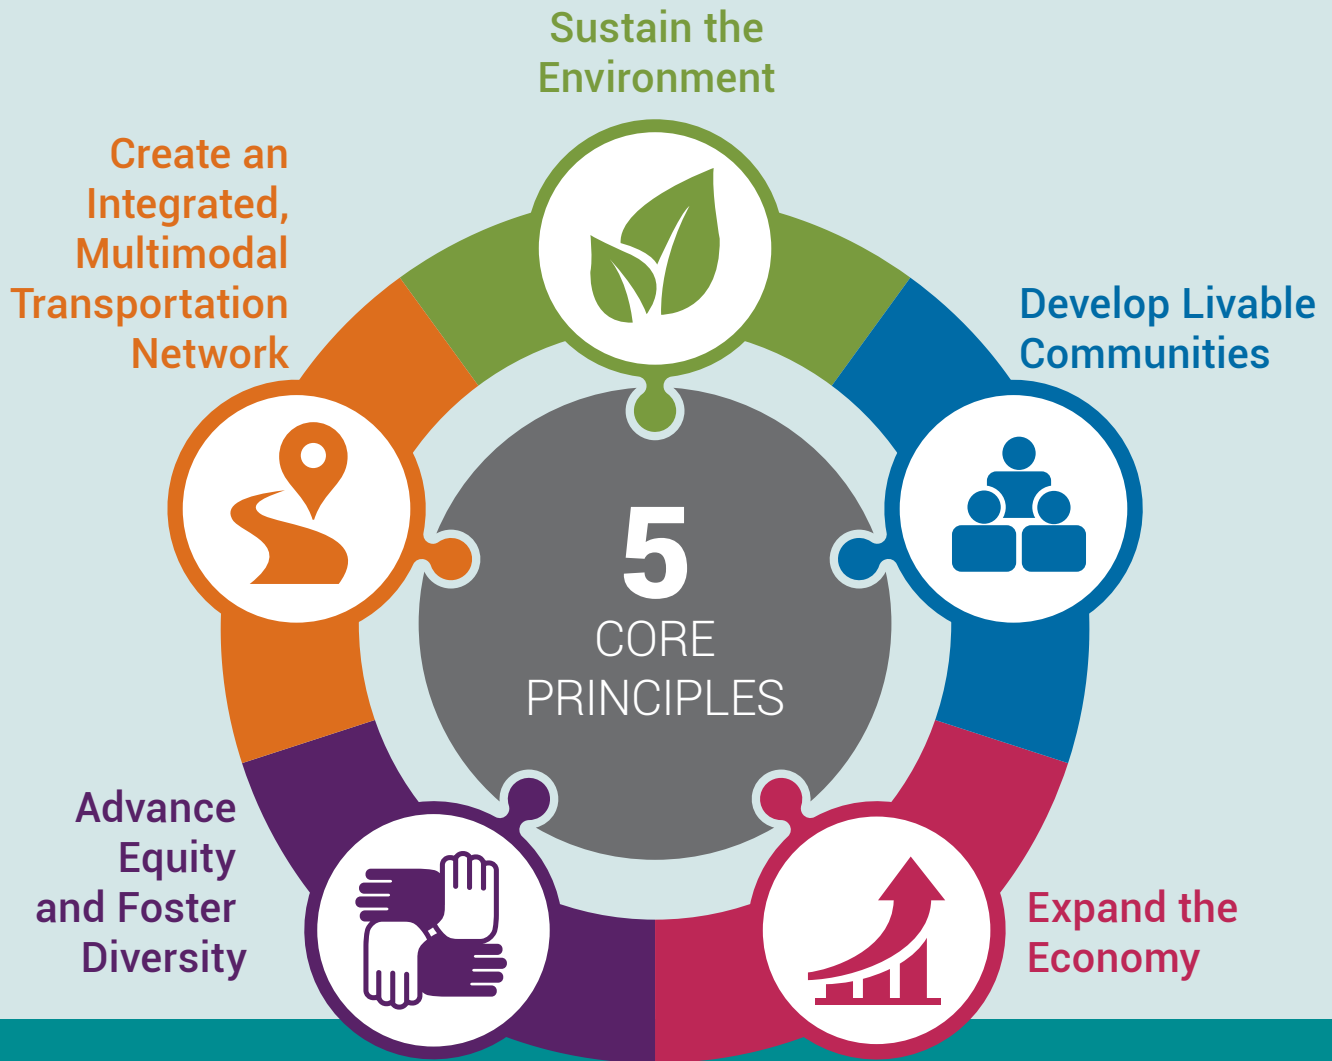 Sustain the
Environment
Create an
Integrated,
Multimodal
Transportation
Network
Develop Livable
Communities
5
CORE
PRINCIPLES
Advance
Equity
and Foster
Diversity
Expand the
Economy